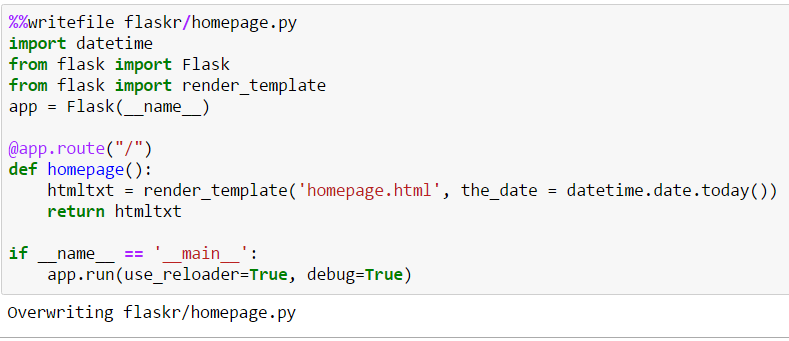 %%writefile flaskr/homepage.py
import datetime
from flask import Flask
from flask import render_template
app = Flask(__name__)
@app.route("/")
def homepage():
    htmltxt = render_template('homepage.html', the_date = datetime.date.today())
    return htmltxt
if __name__ == '__main__':
    app.run(use_reloader=True, debug=True)
Overwriting flaskr/homepage.py